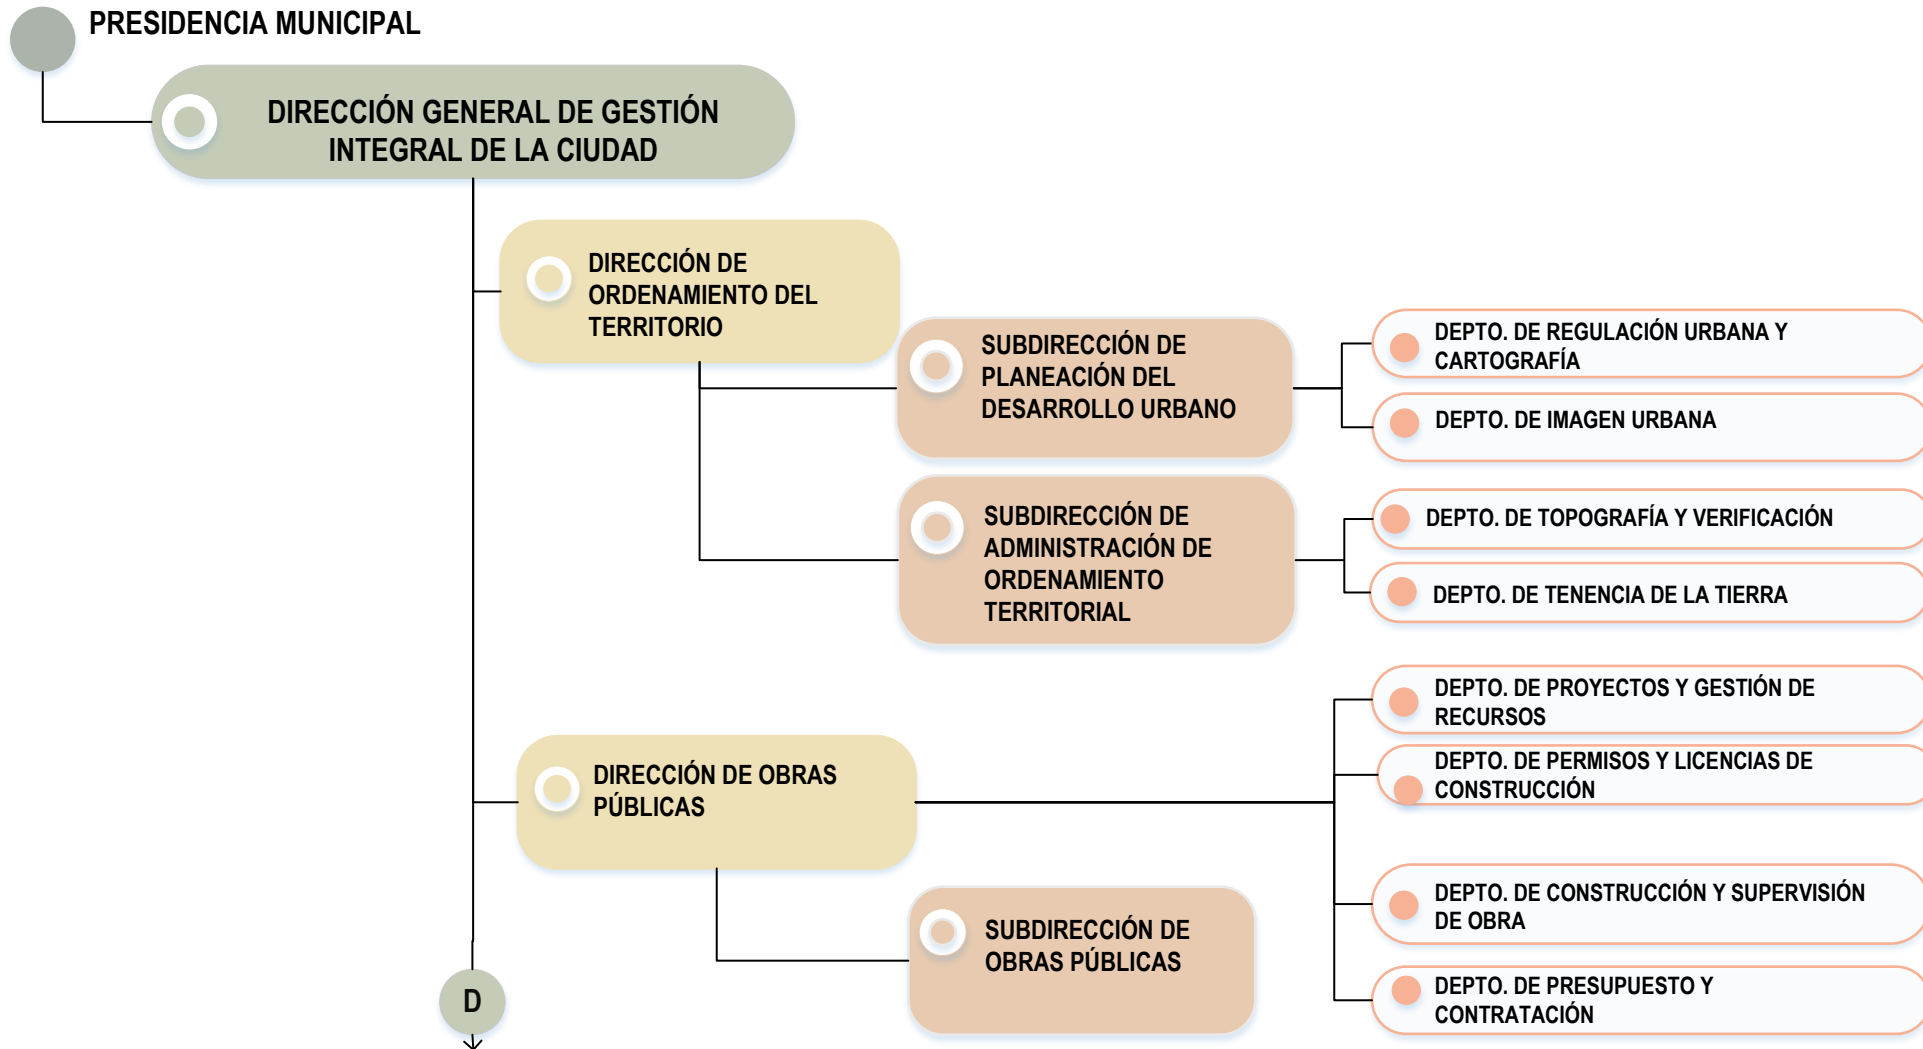 PRESIDENCIA MUNICIPAL
DIRECCIÓN GENERAL DE GESTIÓN
INTEGRAL DE LA CIUDAD
DIRECCIÓN DE
ORDENAMIENTO DEL
TERRITORIO
SUBDIRECCIÓN DE
PLANEACIÓN DEL
DESARROLLO URBANO
DEPTO. DE REGULACIÓN URBANA Y
CARTOGRAFÍA
DEPTO. DE IMAGEN URBANA
SUBDIRECCIÓN DE
ADMINISTRACIÓN DE
ORDENAMIENTO
TERRITORIAL
DEPTO. DE TOPOGRAFÍA Y VERIFICACIÓN
DEPTO. DE TENENCIA DE LA TIERRA
DIRECCIÓN DE OBRAS
PÚBLICAS
DEPTO. DE PROYECTOS Y GESTIÓN DE
RECURSOS
DEPTO. DE PERMISOS Y LICENCIAS DE
CONSTRUCCIÓN
DEPTO. DE CONSTRUCCIÓN Y SUPERVISIÓN
DE OBRA
DEPTO. DE PRESUPUESTO Y
CONTRATACIÓN
SUBDIRECCIÓN DE
OBRAS PÚBLICAS
D